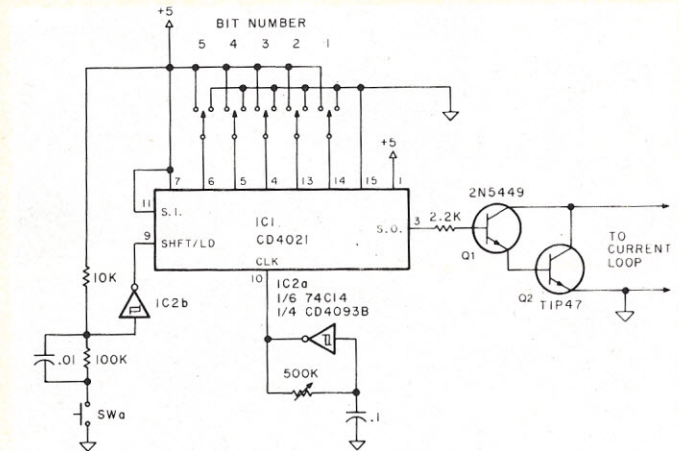 +5
BIT NUMBER
5 4 3 2 1
+5
7 6 5 4 13 14 15 1
11 S.I.
IC1
CD4021
S.O. 3
2.2K
2N5449
Q1
9 SHFT/LD
CLK
10
TO
CURRENT
LOOP
Q2
TIP47
10K
IC2b
IC2a
1/6 74C14
1/4 CD4093B
.01
100K
500K
SWa
.1